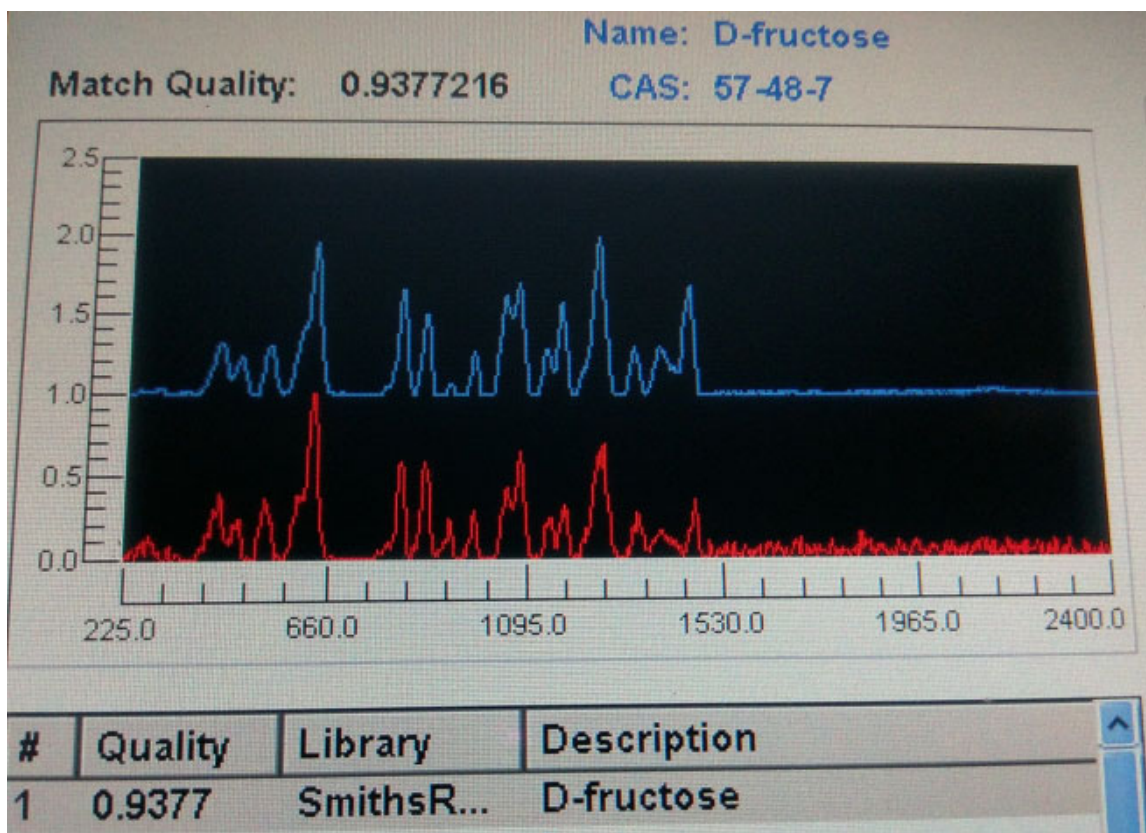 Name: D-fructose
Match Quality: 0.9377216 CAS: 57-48-7
2.5
2.0
1.5
1.0
0.5
0.0
225.0 660.0 1095.0 1530.0 1965.0 2400.0
# Quality Library Description
1 0.9377 SmithsR... D-fructose